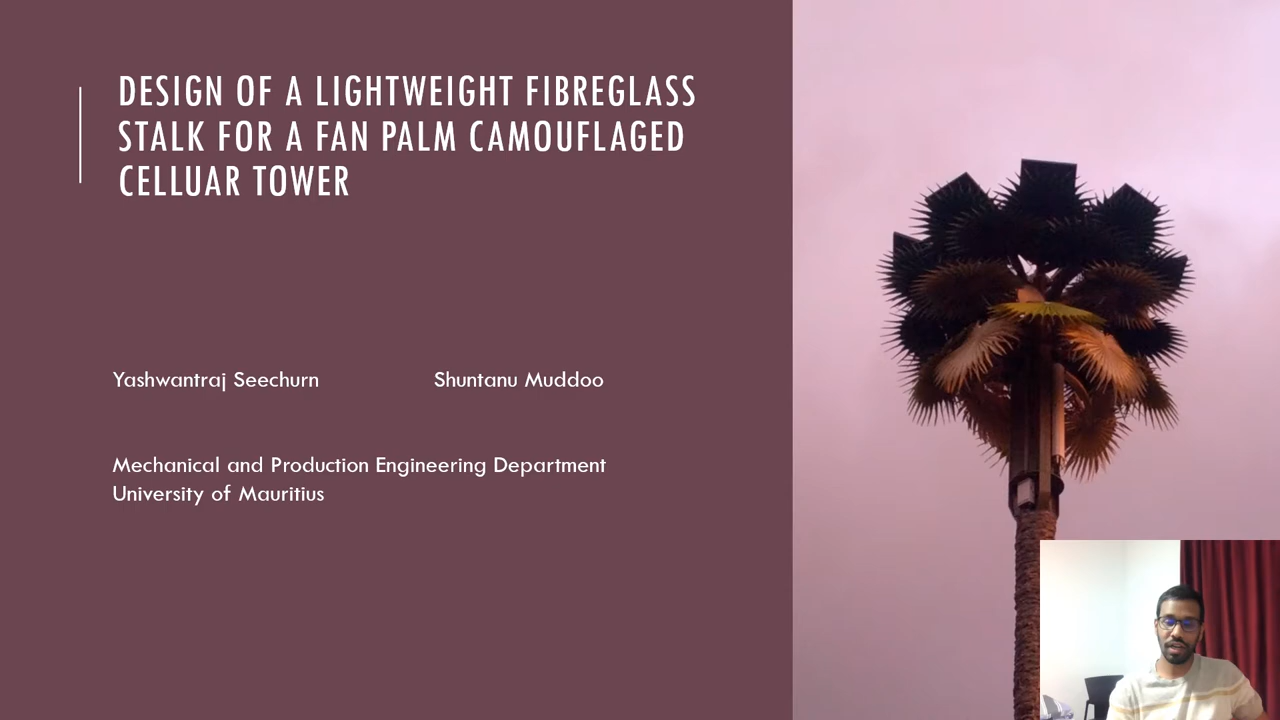 DESIGN OF A LIGHTWEIGHT FIBREGLASS
STALK FOR A FAN PALM CAMOUFLAGED
CELLUAR TOWER
Yashwantraj Seechurn
Shuntanu Muddoo
Mechanical and Production Engineering Department
University of Mauritius